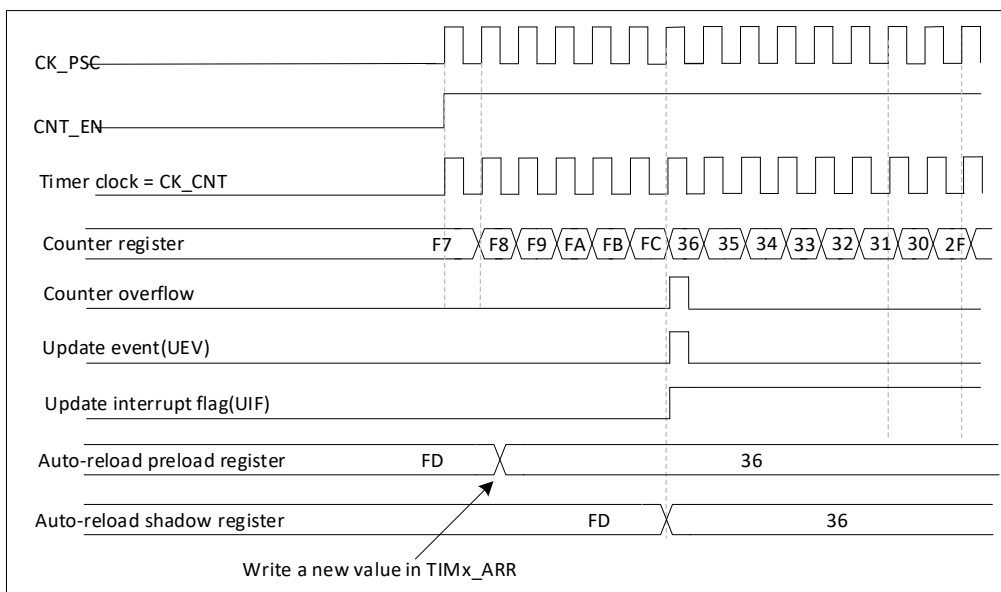 CK_PSC
CNT_EN
Timer clock = CK_CNT
Counter register F7 F8 F9 FA FB FC 36 35 34 33 32 31 30 2F
Counter overflow
Update event(UEV)
Update interrupt flag(UIF)
Auto-reload preload register FD 36
Auto-reload shadow register FD 36
Write a new value in TIMx_ARR